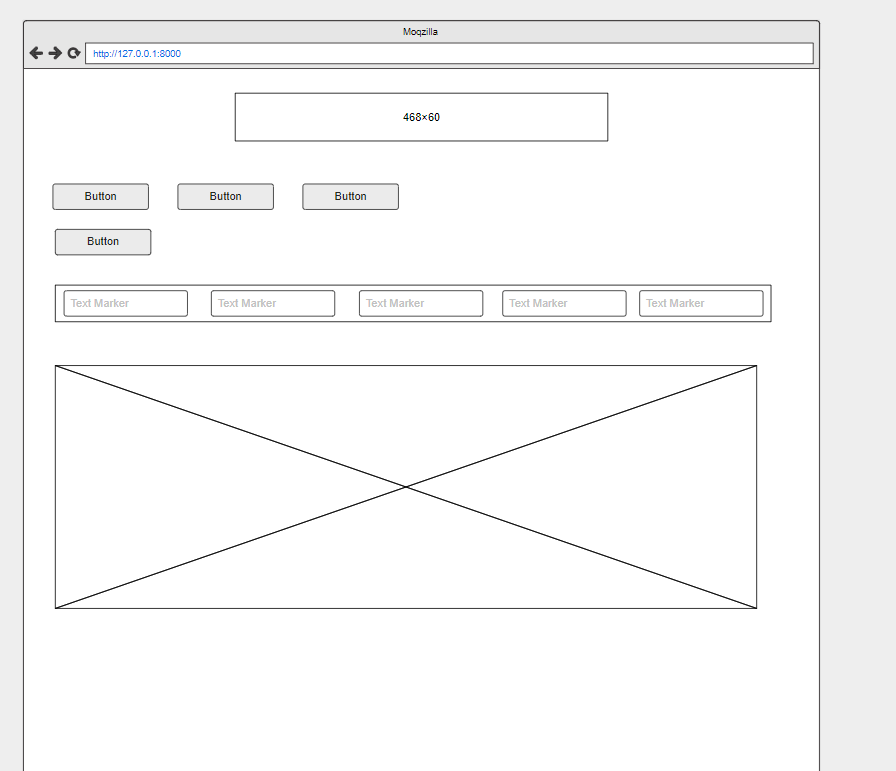 Moqzilla
http://127.0.0.1:8000
468×60
Button Button Button
Button
Text Marker Text Marker Text Marker Text Marker Text Marker